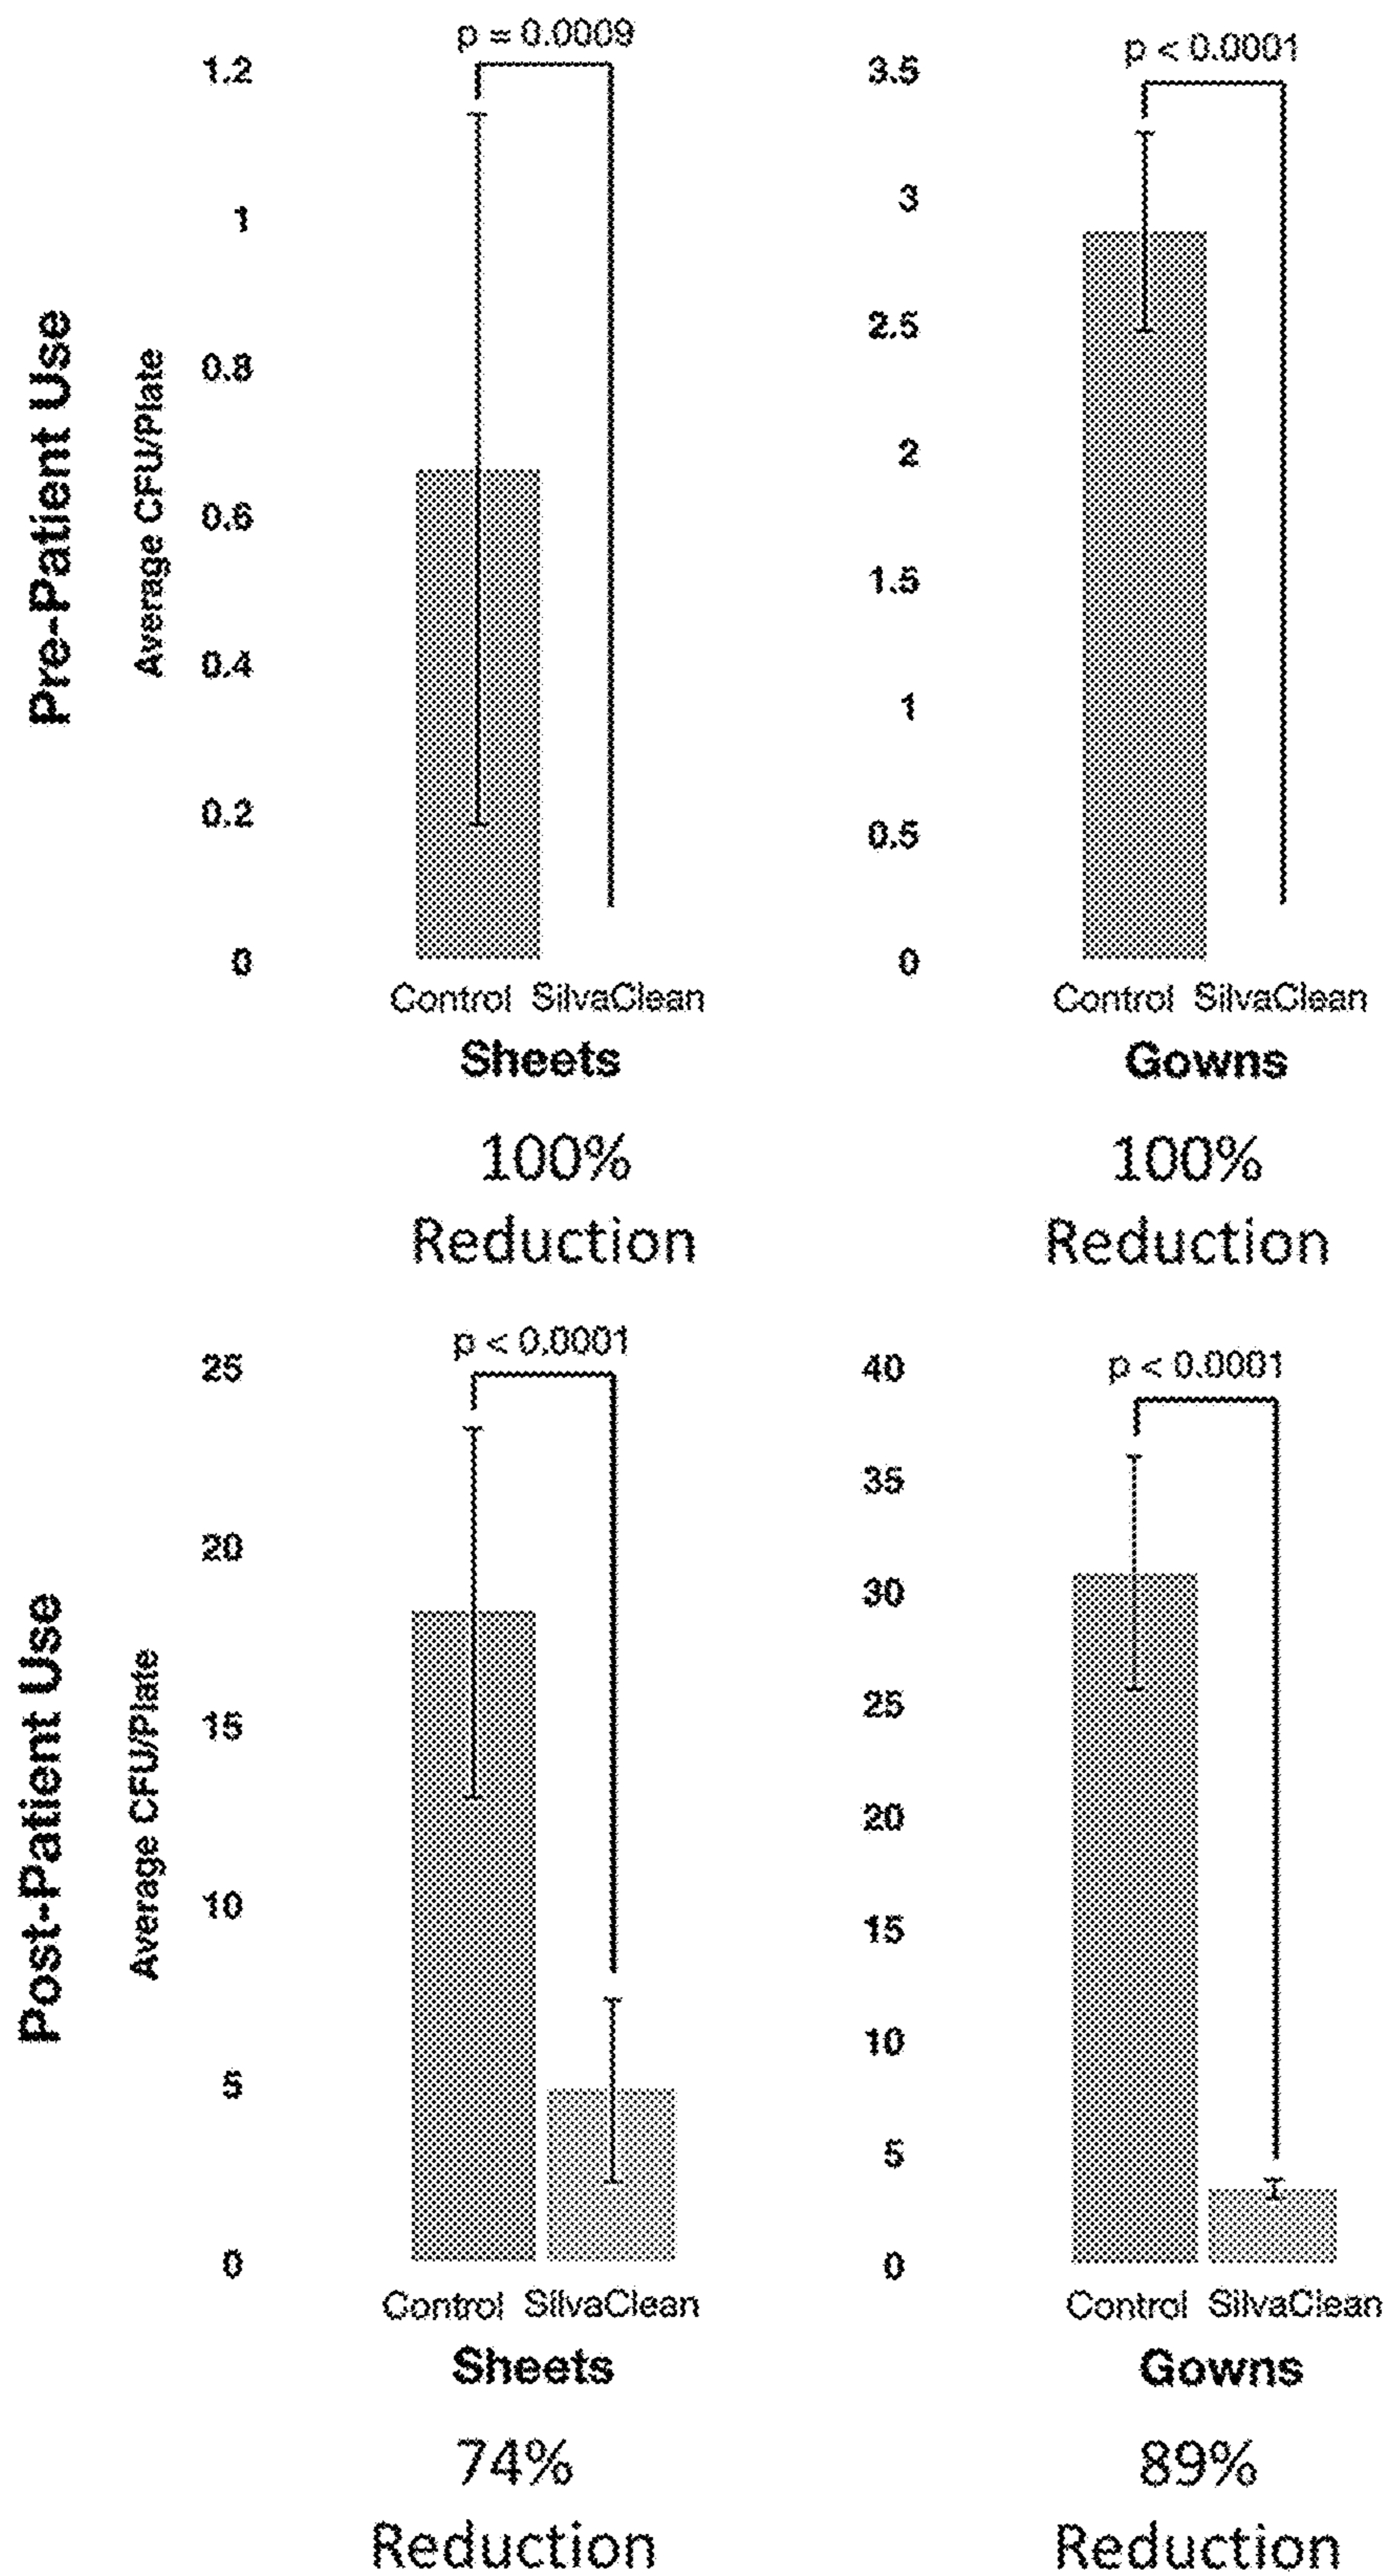 Pre-Patient Use
Average CFU/Plate
p = 0.0009
1.2
1
0.8
0.6
0.4
0.2
0
Control SilvaClean
Sheets
100%
Reduction
p < 0.0001
3.5
3
2.5
2
1.5
1
0.5
0
Control SilvaClean
Gowns
100%
Reduction
Post-Patient Use
Average CFU/Plate
p < 0.0001
25
20
15
10
5
0
Control SilvaClean
Sheets
74%
Reduction
p < 0.0001
40
35
30
25
20
15
10
5
0
Control SilvaClean
Gowns
89%
Reduction